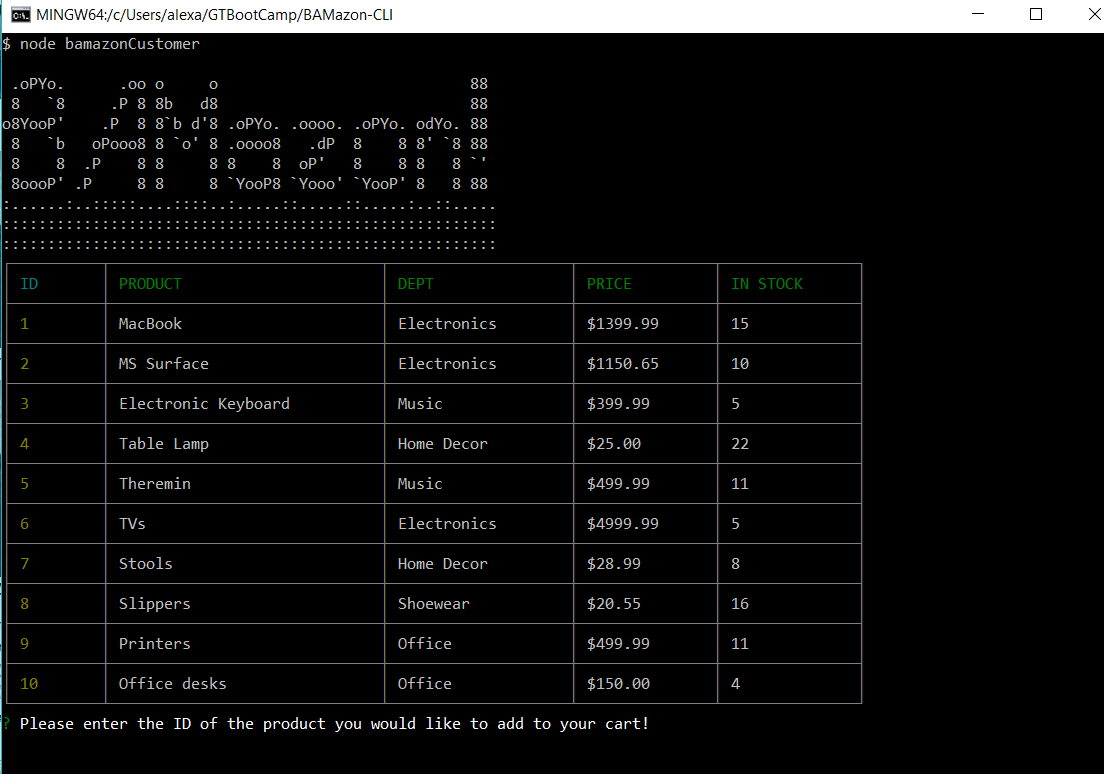 MINGW64:/c/Users/alexa/GTBootCamp/BAMazon-CLI
$ node bamazonCustomer
 .oPYo.      .oo o     o                            88
 8   `8     .P 8 8b   d8                            88
o8YooP'    .P  8 8`b d'8 .oPYo. .oooo. .oPYo. odYo. 88
 8   `b   oPooo8 8 `o' 8 .oooo8   .dP  8    8 8' `8 88
 8    8  .P    8 8     8 8    8  oP'   8    8 8   8 `'
 8oooP' .P     8 8     8 `YooP8 `Yooo' `YooP' 8   8 88
:......:..:::::....::::..:.....::.....::.....:..::.....
:::::::::::::::::::::::::::::::::::::::::::::::::::::::
:::::::::::::::::::::::::::::::::::::::::::::::::::::::
ID PRODUCT DEPT PRICE IN STOCK
1 MacBook Electronics $1399.99 15
2 MS Surface Electronics $1150.65 10
3 Electronic Keyboard Music $399.99 5
4 Table Lamp Home Decor $25.00 22
5 Theremin Music $499.99 11
6 TVs Electronics $4999.99 5
7 Stools Home Decor $28.99 8
8 Slippers Shoewear $20.55 16
9 Printers Office $499.99 11
10 Office desks Office $150.00 4
? Please enter the ID of the product you would like to add to your cart!